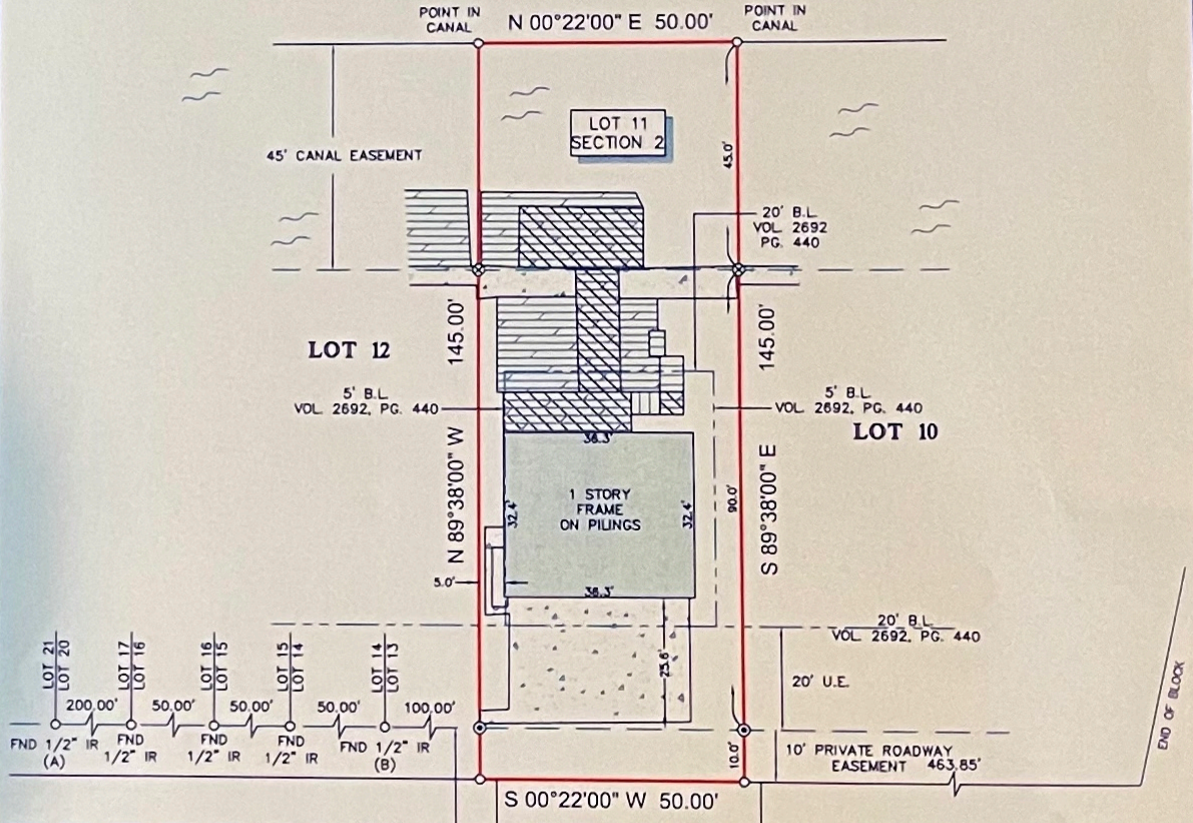 POINT IN
CANAL
N 00°22'00" E 50.00'
POINT IN
CANAL
LOT 11
SECTION 2
45' CANAL EASEMENT
45.0'
20' B.L.
VOL. 2692
PG. 440
LOT 12
145.00'
145.00'
5' B.L.
VOL. 2692, PG. 440
5' B.L.
VOL. 2692, PG. 440
LOT 10
N 89°38'00" W
S 89°38'00" E
36.3'
1 STORY
FRAME
ON PILINGS
32.4'
32.4'
90.0'
5.0'
36.3'
20' B.L.
VOL. 2692, PG. 440
25.6'
20' U.E.
LOT 21
LOT 20
LOT 17
LOT 16
LOT 16
LOT 15
LOT 15
LOT 14
LOT 14
LOT 13
200.00'
50.00'
50.00'
50.00'
100.00'
FND 1/2" IR
(A)
FND
1/2" IR
FND
1/2" IR
FND
1/2" IR
FND 1/2" IR
(B)
10.0'
10' PRIVATE ROADWAY
EASEMENT 463.85'
END OF BLOCK
S 00°22'00" W 50.00'